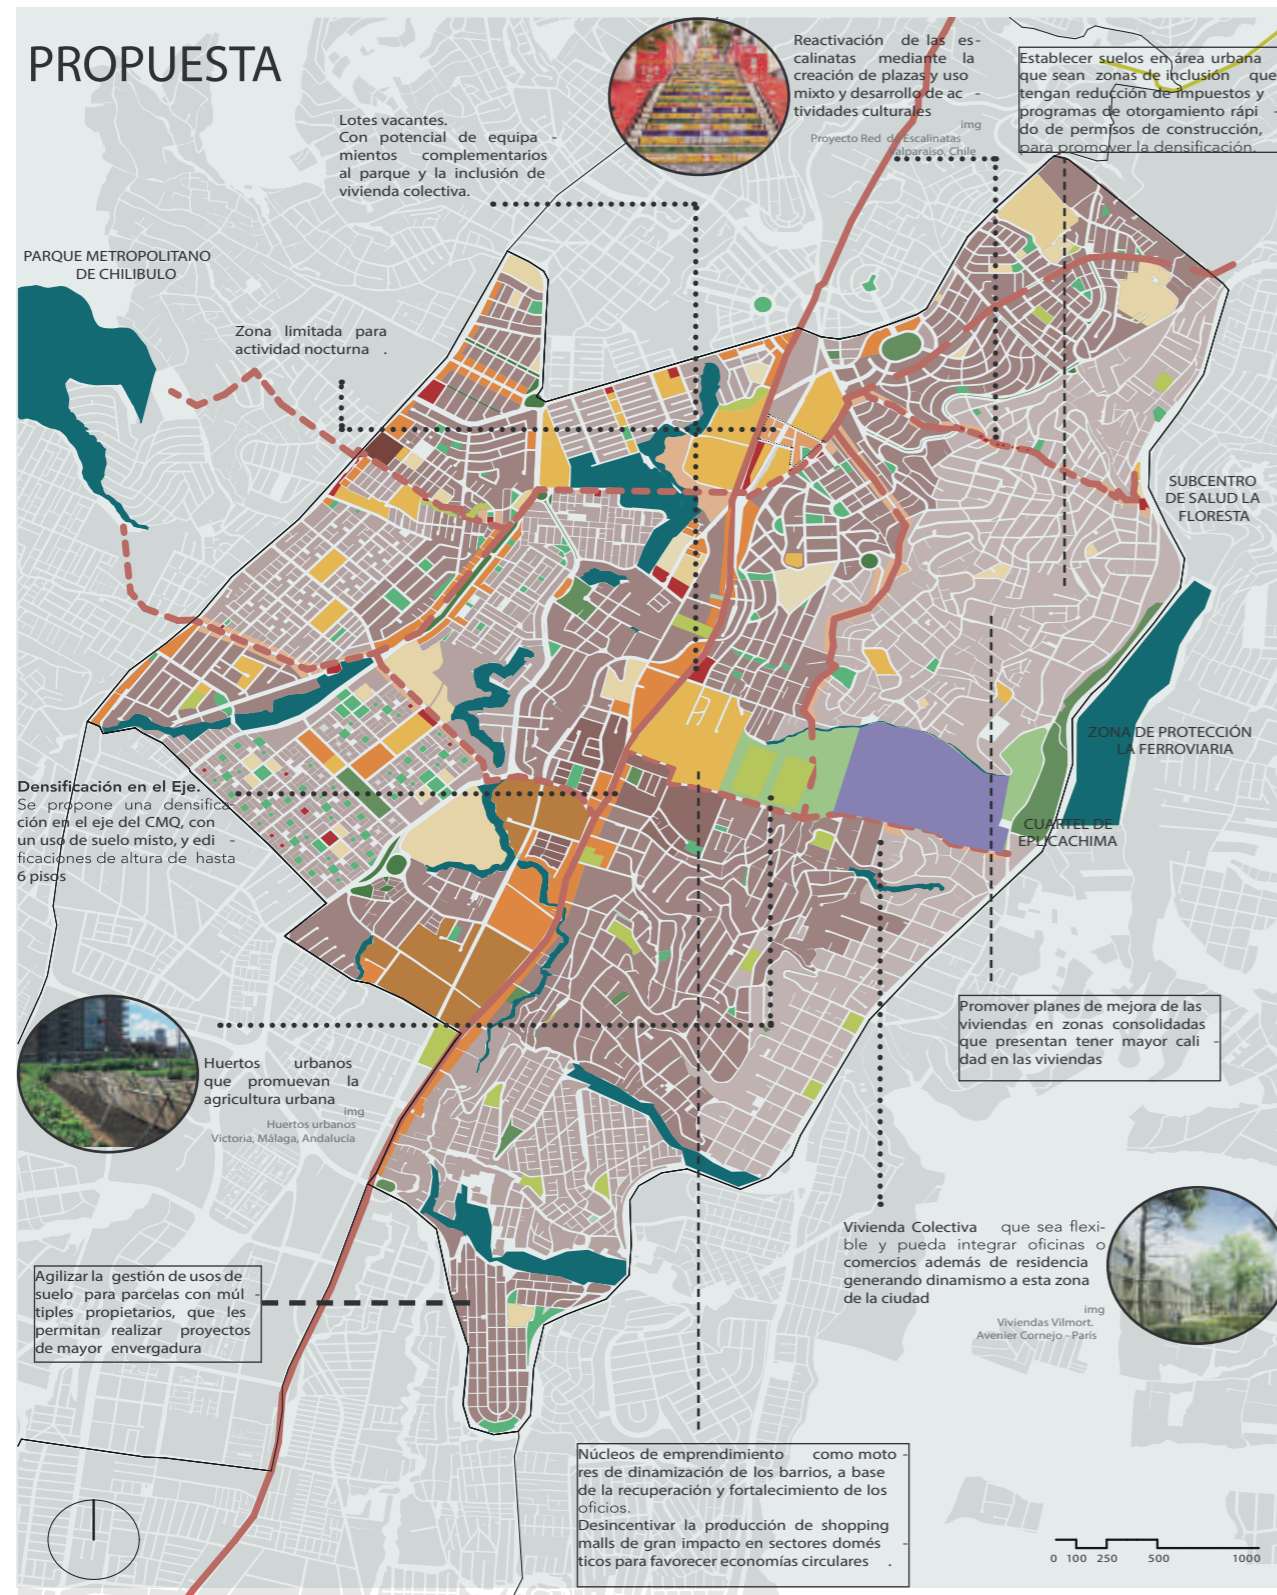 PROPUESTA
Reactivación de las es-
calinatas mediante la
creación de plazas y uso
mixto y desarrollo de ac -
tividades culturales
img
Proyecto Red de Escalinatas
Valparaiso, Chile
Establecer suelos en área urbana
que sean zonas de inclusión que
tengan reducción de impuestos y
programas de otorgamiento rápi -
do de permisos de construcción,
para promover la densificación.
Lotes vacantes.
Con potencial de equipa -
mientos complementarios
al parque y la inclusión de
vivienda colectiva.
PARQUE METROPOLITANO
DE CHILIBULO
Zona limitada para
actividad nocturna .
SUBCENTRO
DE SALUD LA
FLORESTA
ZONA DE PROTECCIÓN
LA FERROVIARIA
Densificación en el Eje.
Se propone una densifica-
ción en el eje del CMQ, con
un uso de suelo misto, y edi -
ficaciones de altura de hasta
6 pisos
CUARTEL DE
EPLICACHIMA
Promover planes de mejora de las
viviendas en zonas consolidadas
que presentan tener mayor cali -
dad en las viviendas
Huertos urbanos
que promuevan la
agricultura urbana
img
Huertos urbanos
Victoria, Málaga, Andalucía
Vivienda Colectiva que sea flexi-
ble y pueda integrar oficinas o
comercios además de residencia
generando dinamismo a esta zona
de la ciudad
img
Viviendas Vilmort.
Avenier Cornejo - París
Agilizar la gestión de usos de
suelo para parcelas con múl -
tiples propietarios, que les
permitan realizar proyectos
de mayor envergadura
Núcleos de emprendimiento como moto -
res de dinamización de los barrios, a base
de la recuperación y fortalecimiento de los
oficios.
Desincentivar la producción de shopping
malls de gran impacto en sectores domés -
ticos para favorecer economías circulares .
0 100 250 500 1000